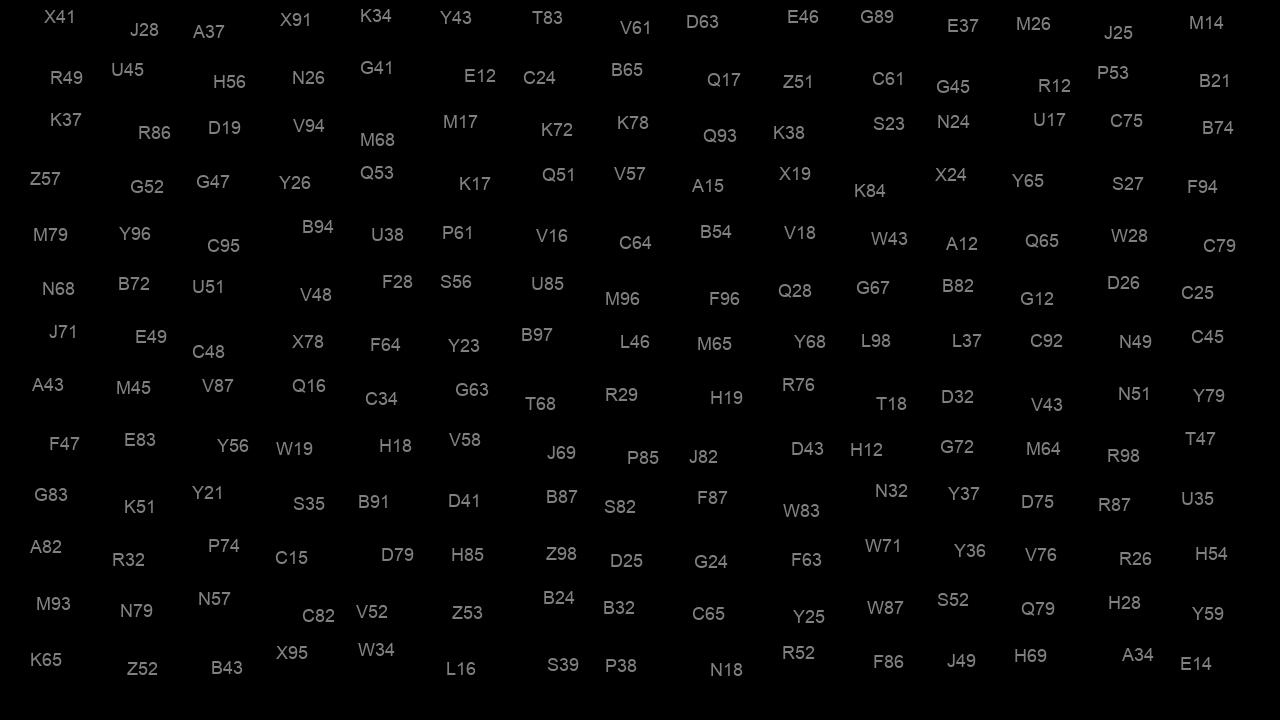 X41 J28 A37 X91 K34 Y43 T83 V61 D63 E46 G89 E37 M26 J25 M14
R49 U45 H56 N26 G41 E12 C24 B65 Q17 Z51 C61 G45 R12 P53 B21
K37 R86 D19 V94 M68 M17 K72 K78 Q93 K38 S23 N24 U17 C75 B74
Z57 G52 G47 Y26 Q53 K17 Q51 V57 A15 X19 K84 X24 Y65 S27 F94
M79 Y96 C95 B94 U38 P61 V16 C64 B54 V18 W43 A12 Q65 W28 C79
N68 B72 U51 V48 F28 S56 U85 M96 F96 Q28 G67 B82 G12 D26 C25
J71 E49 C48 X78 F64 Y23 B97 L46 M65 Y68 L98 L37 C92 N49 C45
A43 M45 V87 Q16 C34 G63 T68 R29 H19 R76 T18 D32 V43 N51 Y79
F47 E83 Y56 W19 H18 V58 J69 P85 J82 D43 H12 G72 M64 R98 T47
G83 K51 Y21 S35 B91 D41 B87 S82 F87 W83 N32 Y37 D75 R87 U35
A82 R32 P74 C15 D79 H85 Z98 D25 G24 F63 W71 Y36 V76 R26 H54
M93 N79 N57 C82 V52 Z53 B24 B32 C65 Y25 W87 S52 Q79 H28 Y59
K65 Z52 B43 X95 W34 L16 S39 P38 N18 R52 F86 J49 H69 A34 E14